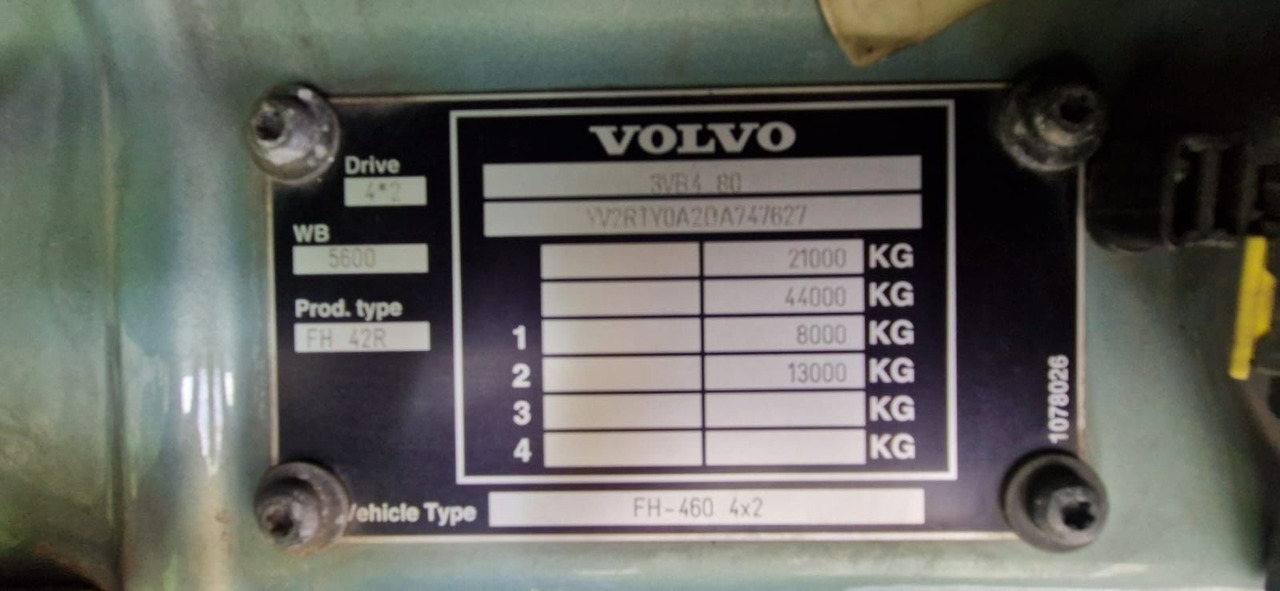 VOLVO
Drive
4*2
3VB4 80
YV2RTY0A2DA747627
WB
5600
21000 KG
44000 KG
Prod. type
FH 42R
1 8000 KG
2 13000 KG
3 KG
4 KG
1078026
Vehicle Type FH-460 4x2